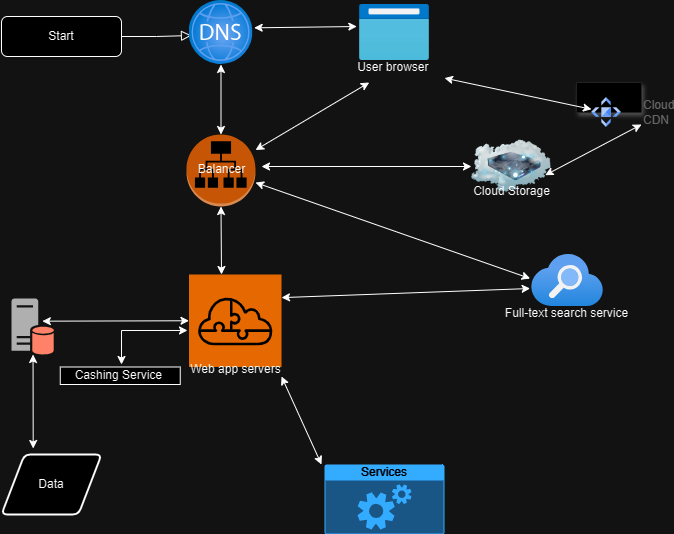 Start
DNS
User browser
Cloud
CDN
Balancer
Cloud Storage
Full-text search service
Web app servers
Cashing Service
Services
Data